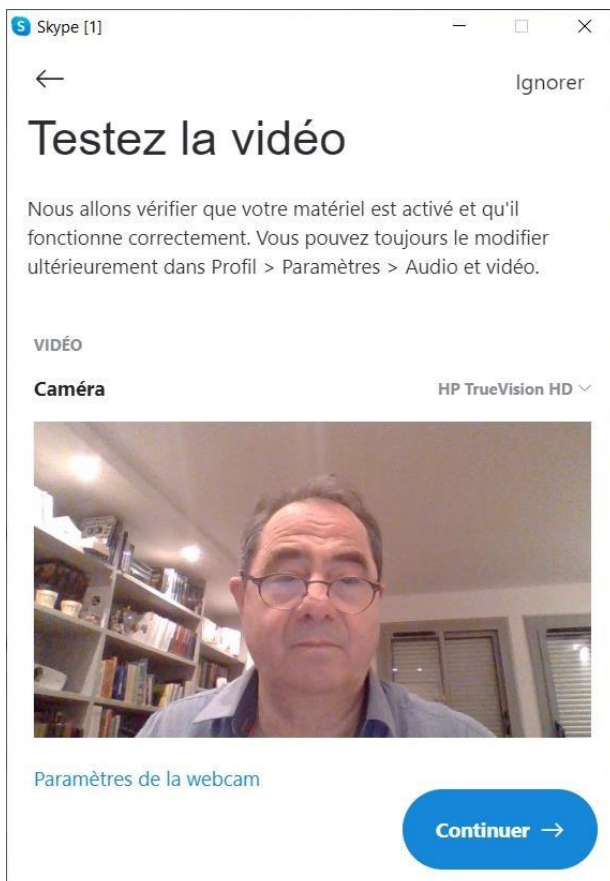 Skype [1]
Ignorer
Testez la vidéo
Nous allons vérifier que votre matériel est activé et qu'il
fonctionne correctement. Vous pouvez toujours le modifier
ultérieurement dans Profil > Paramètres > Audio et vidéo.
VIDÉO
Caméra
HP TrueVision HD
Paramètres de la webcam
Continuer